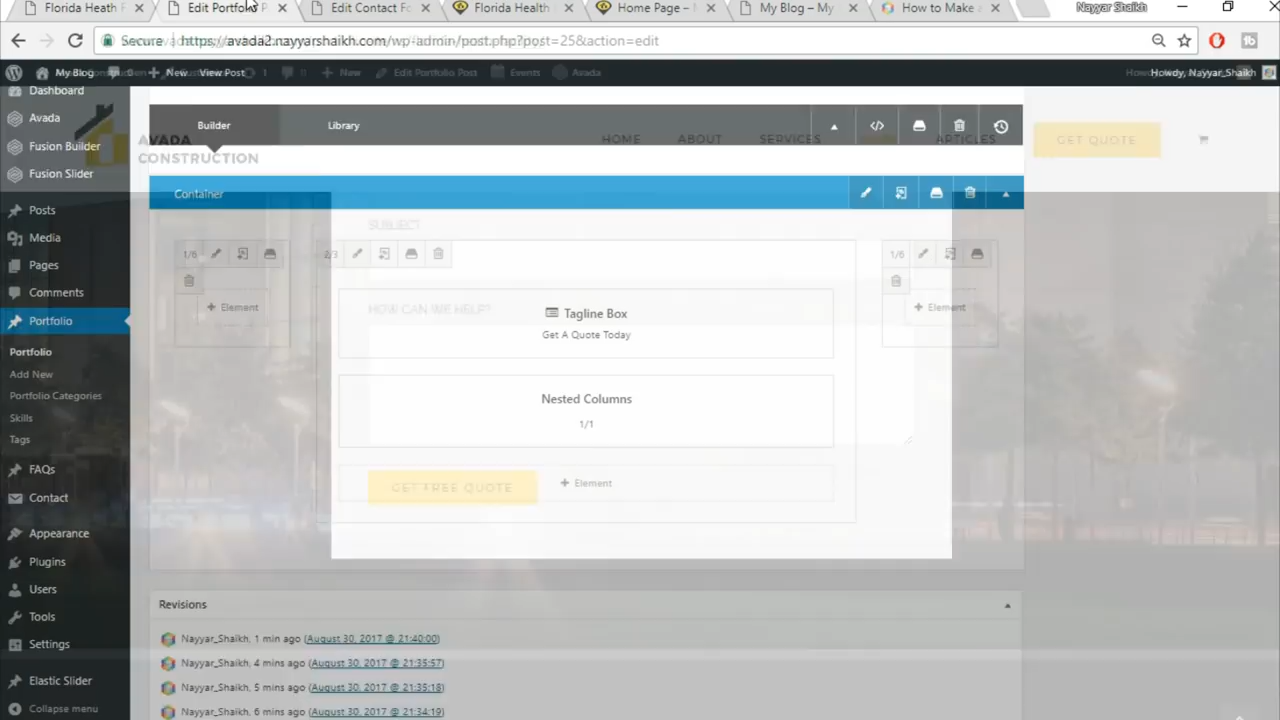 Florida Heath F
Edit Portfolio P
Edit Contact Fo
Florida Health
Home Page –
My Blog – My
How to Make
Nayyar Shaikh
Secure https://avada2.nayyarshaikh.com/wp-admin/post.php?post=25&action=edit
My Blog
New
View Post
New
Edit Portfolio Post
Events
Avada
Howdy, Nayyar_Shaikh
Dashboard
Avada
Fusion Builder
Fusion Slider
Posts
Media
Pages
Comments
Portfolio
Portfolio
Add New
Portfolio Categories
Skills
Tags
FAQs
Contact
Appearance
Plugins
Users
Tools
Settings
Elastic Slider
Collapse menu
Builder
Library
AVADA
CONSTRUCTION
HOME
ABOUT
SERVICES
ARTICLES
GET QUOTE
Container
SUBJECT
1/6
2/3
1/6
+ Element
HOW CAN WE HELP?
Tagline Box
Get A Quote Today
+ Element
Nested Columns
1/1
GET FREE QUOTE
+ Element
Revisions
Nayyar_Shaikh, 1 min ago (August 30, 2017 @ 21:40:00)
Nayyar_Shaikh, 4 mins ago (August 30, 2017 @ 21:35:57)
Nayyar_Shaikh, 5 mins ago (August 30, 2017 @ 21:35:18)
Nayyar_Shaikh, 6 mins ago (August 30, 2017 @ 21:34:19)